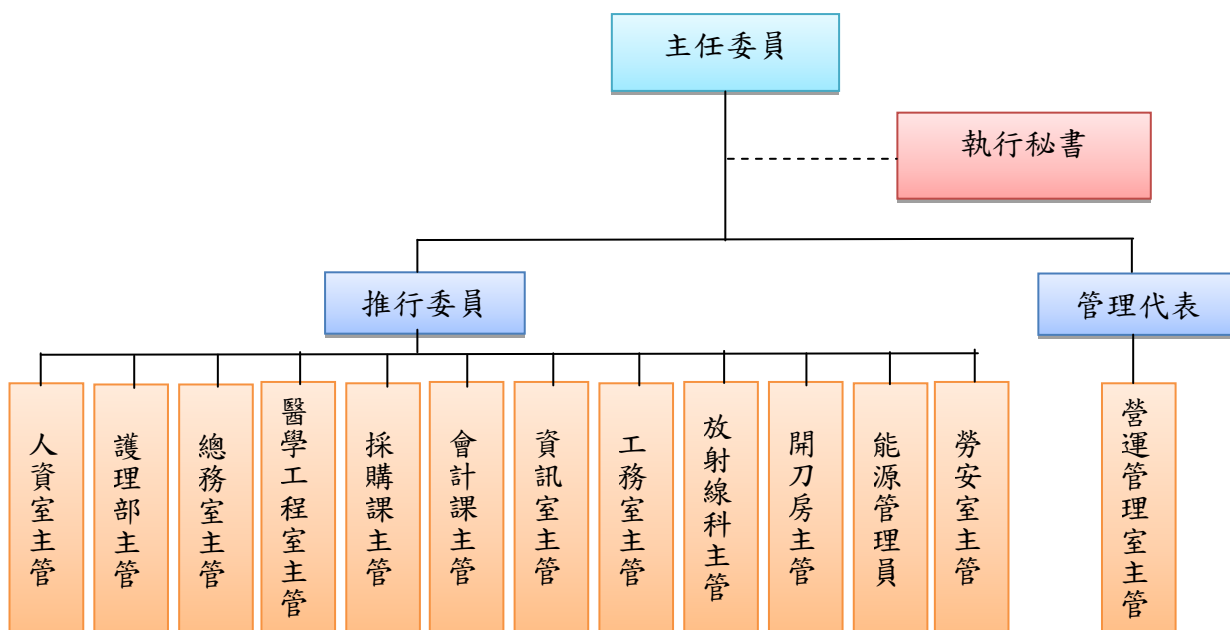 主任委員
執行秘書
推行委員
管理代表
人資室主管
護理部主管
總務室主管
醫學工程室主管
採購課主管
會計課主管
資訊室主管
工務室主管
放射線科主管
開刀房主管
能源管理員
勞安室主管
營運管理室主管